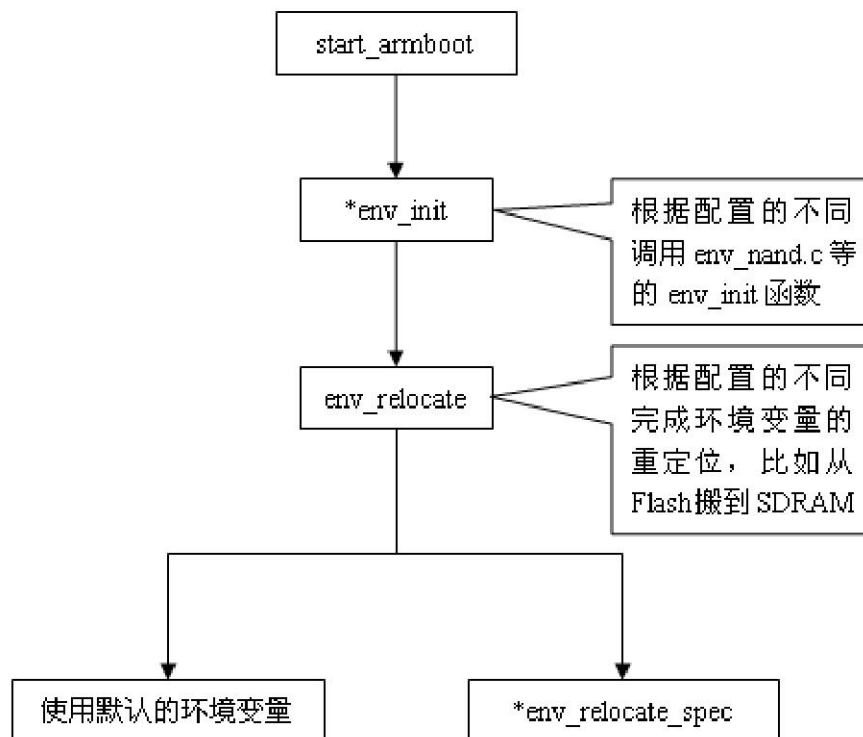 start_armboot
*env_init
根据配置的不同
调用 env_nand.c 等
的 env_init 函数
env_relocate
根据配置的不同
完成环境变量的
重定位，比如从
Flash搬到 SDRAM
使用默认的环境变量
*env_relocate_spec